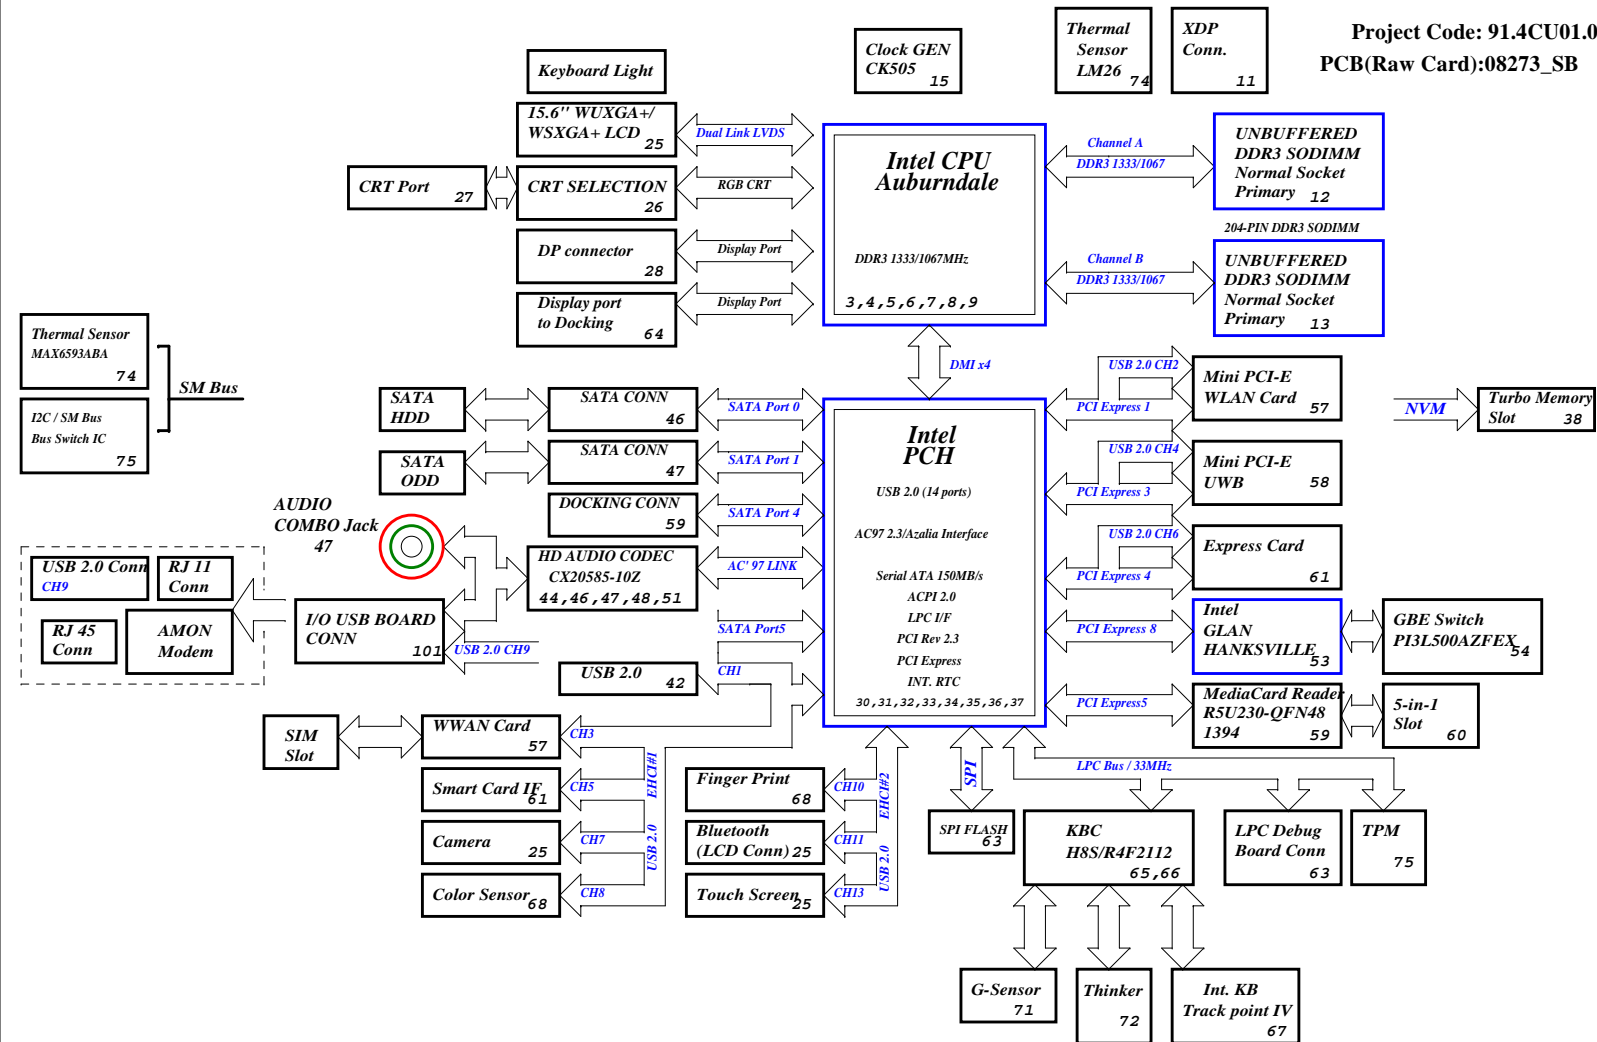 Project Code: 91.4CU01.0
PCB(Raw Card):08273_SB
Thermal
Sensor
LM26
74
XDP
Conn.
11
Clock GEN
CK505
15
Keyboard Light
15.6" WUXGA+/
WSXGA+ LCD
25
Dual Link LVDS
CRT Port
27
CRT SELECTION
26
RGB CRT
DP connector
28
Display Port
Display port
to Docking
64
Display Port
Intel CPU
Auburndale
DDR3 1333/1067MHz
3,4,5,6,7,8,9
Channel A
DDR3 1333/1067
UNBUFFERED
DDR3 SODIMM
Normal Socket
Primary
12
204-PIN DDR3 SODIMM
Channel B
DDR3 1333/1067
UNBUFFERED
DDR3 SODIMM
Normal Socket
Primary
13
DMI x4
Thermal Sensor
MAX6593ABA
74
I2C / SM Bus
Bus Switch IC
75
SM Bus
SATA
HDD
SATA CONN
46
SATA Port 0
SATA
ODD
SATA CONN
47
SATA Port 1
DOCKING CONN
59
SATA Port 4
AUDIO
COMBO Jack
47
HD AUDIO CODEC
CX20585-10Z
44,46,47,48,51
AC' 97 LINK
USB 2.0 Conn
CH9
RJ 11
Conn
RJ 45
Conn
AMON
Modem
I/O USB BOARD
CONN
101
USB 2.0 CH9
SATA Port5
USB 2.0
42
CH1
Intel
PCH
USB 2.0 (14 ports)
AC97 2.3/Azalia Interface
Serial ATA 150MB/s
ACPI 2.0
LPC I/F
PCI Rev 2.3
PCI Express
INT. RTC
30,31,32,33,34,35,36,37
USB 2.0 CH2
PCI Express 1
Mini PCI-E
WLAN Card
57
NVM
Turbo Memory
Slot
38
USB 2.0 CH4
PCI Express 3
Mini PCI-E
UWB
58
USB 2.0 CH6
PCI Express 4
Express Card
61
PCI Express 8
Intel
GLAN
HANKSVILLE
53
GBE Switch
PI3L500AZFEX
54
PCI Express5
MediaCard Reader
R5U230-QFN48
1394
59
5-in-1
Slot
60
SIM
Slot
WWAN Card
57
CH3
Smart Card IF
61
CH5
Camera
25
CH7
Color Sensor
68
CH8
EHCI#1
USB 2.0
Finger Print
68
CH10
Bluetooth
(LCD Conn)
25
CH11
Touch Screen
25
CH13
EHCI#2
USB 2.0
SPI
LPC Bus / 33MHz
SPI FLASH
63
KBC
H8S/R4F2112
65,66
LPC Debug
Board Conn
63
TPM
75
G-Sensor
71
Thinker
72
Int. KB
Track point IV
67